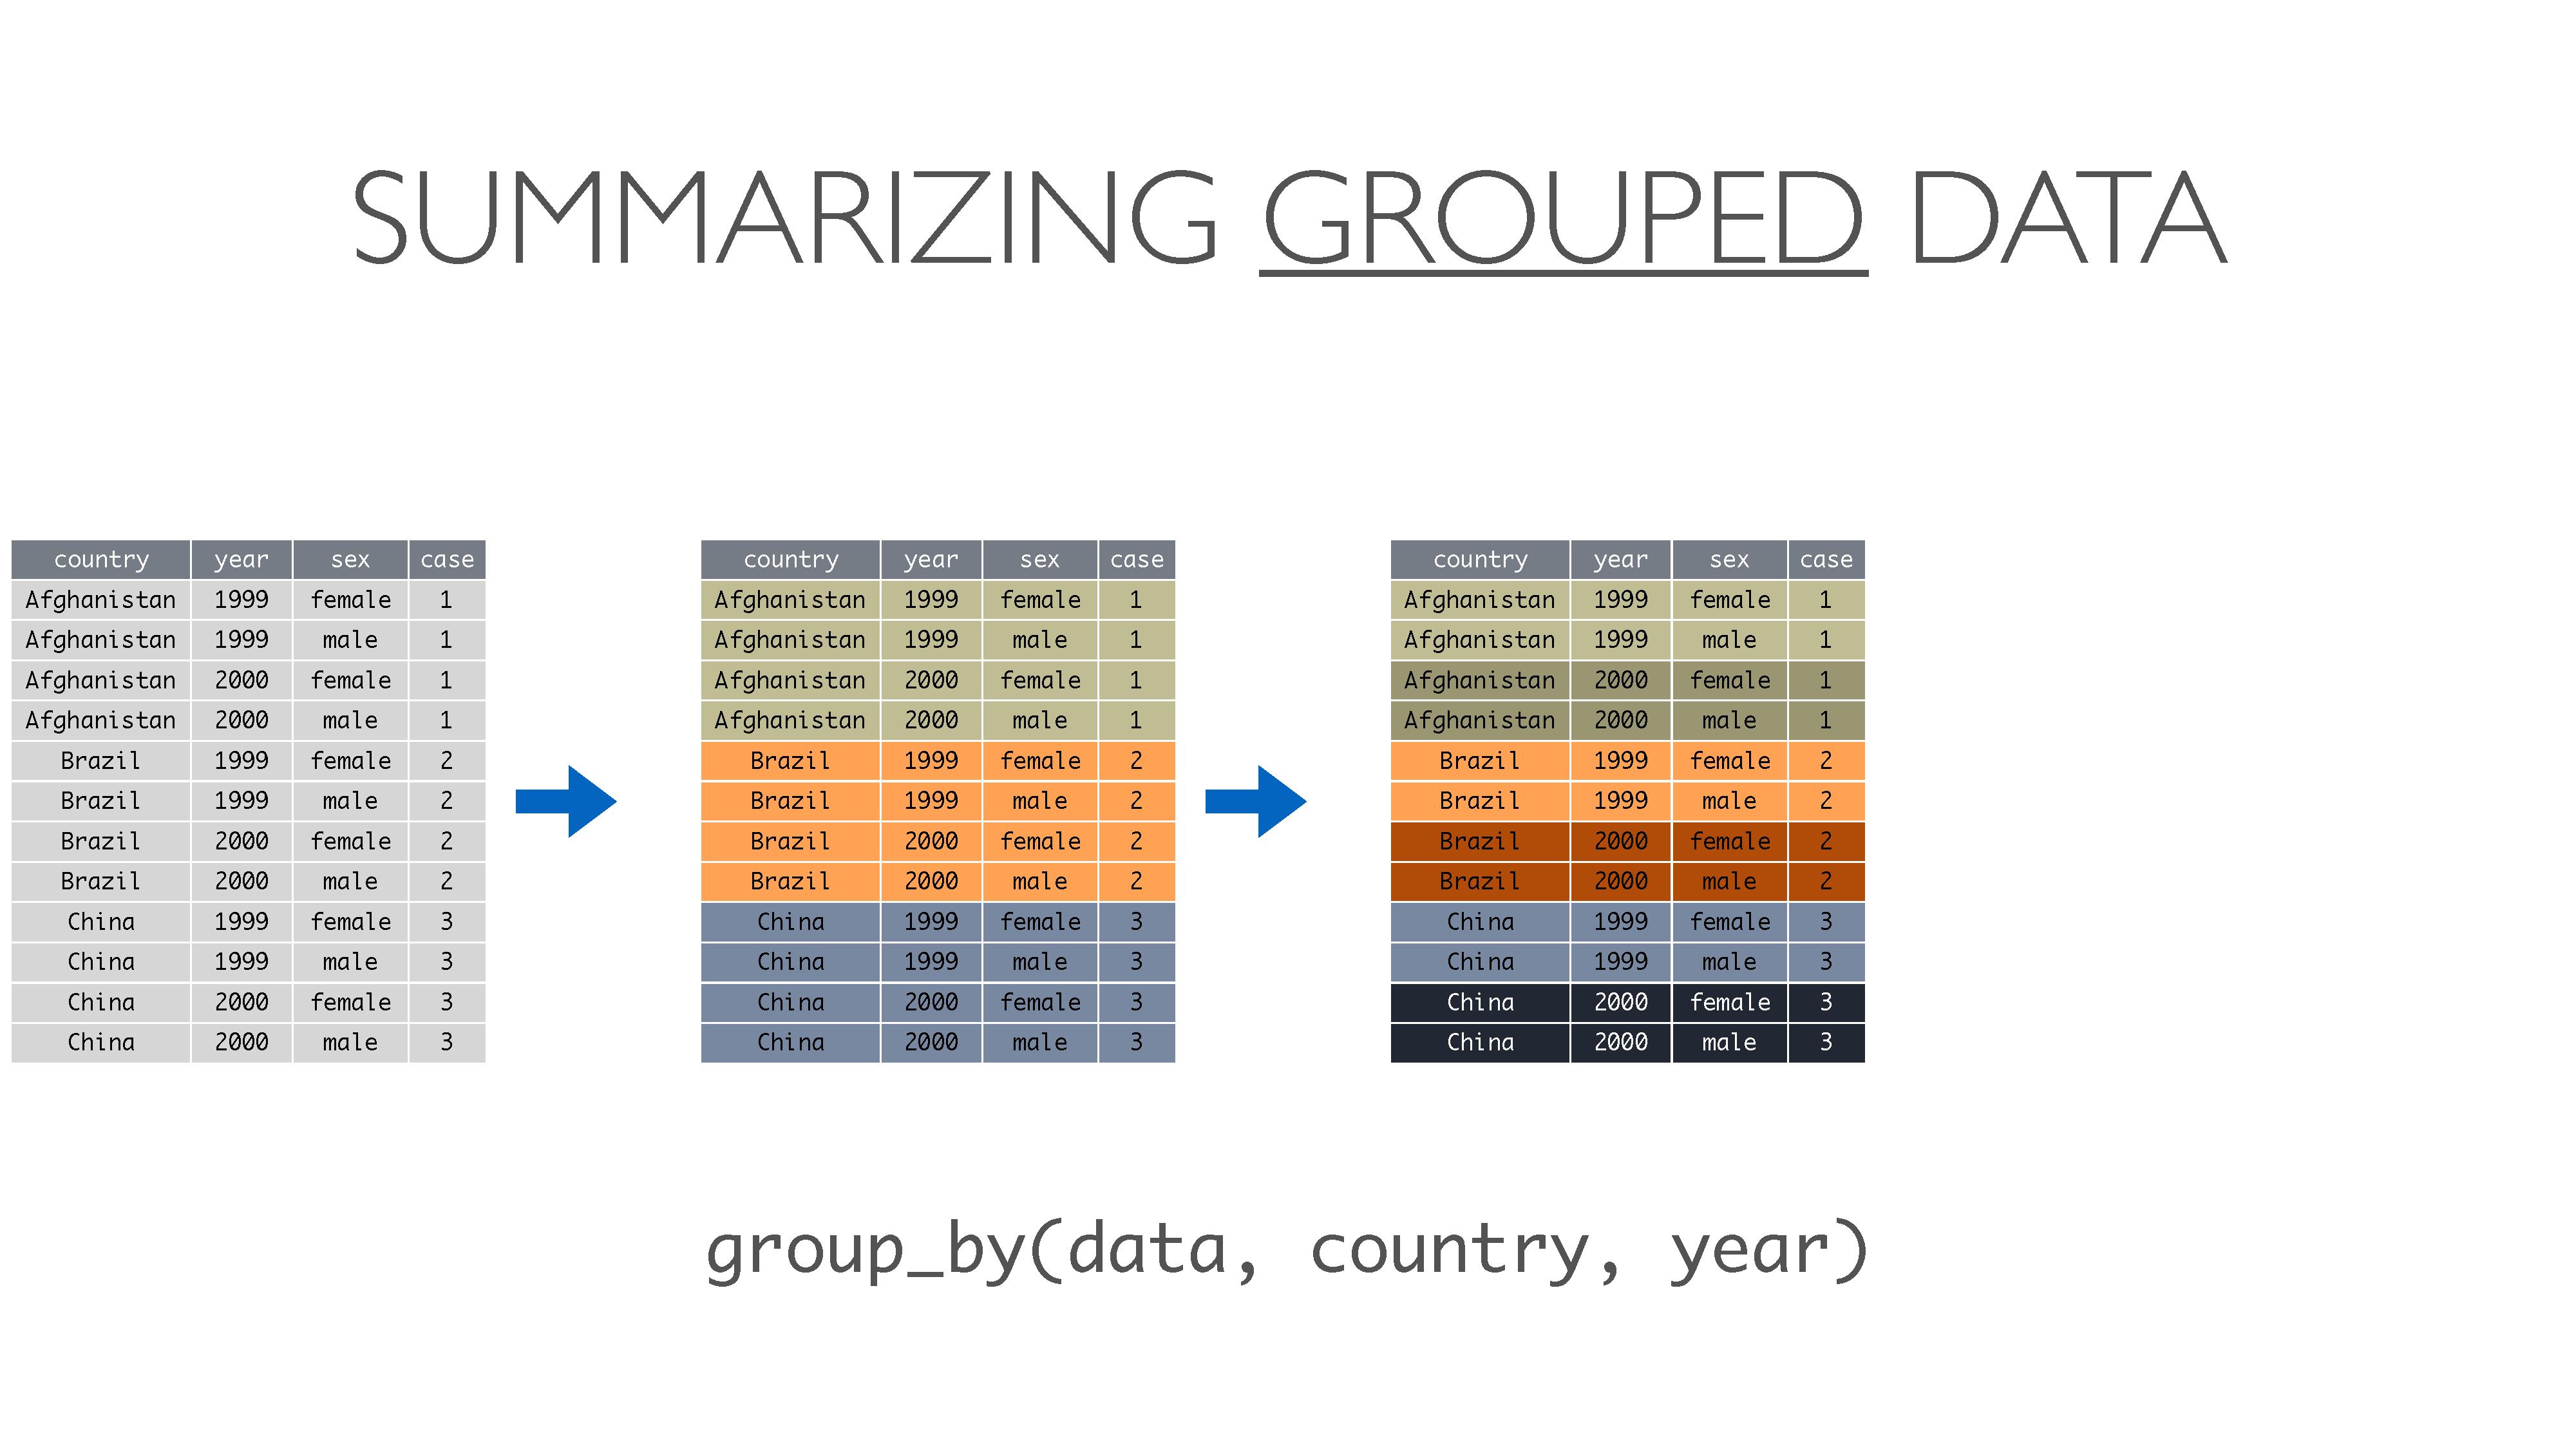 SUMMARIZING GROUPED DATA
country year sex case
Afghanistan 1999 female 1
Afghanistan 1999 male 1
Afghanistan 2000 female 1
Afghanistan 2000 male 1
Brazil 1999 female 2
Brazil 1999 male 2
Brazil 2000 female 2
Brazil 2000 male 2
China 1999 female 3
China 1999 male 3
China 2000 female 3
China 2000 male 3
country year sex case
Afghanistan 1999 female 1
Afghanistan 1999 male 1
Afghanistan 2000 female 1
Afghanistan 2000 male 1
Brazil 1999 female 2
Brazil 1999 male 2
Brazil 2000 female 2
Brazil 2000 male 2
China 1999 female 3
China 1999 male 3
China 2000 female 3
China 2000 male 3
country year sex case
Afghanistan 1999 female 1
Afghanistan 1999 male 1
Afghanistan 2000 female 1
Afghanistan 2000 male 1
Brazil 1999 female 2
Brazil 1999 male 2
Brazil 2000 female 2
Brazil 2000 male 2
China 1999 female 3
China 1999 male 3
China 2000 female 3
China 2000 male 3
group_by(data, country, year)